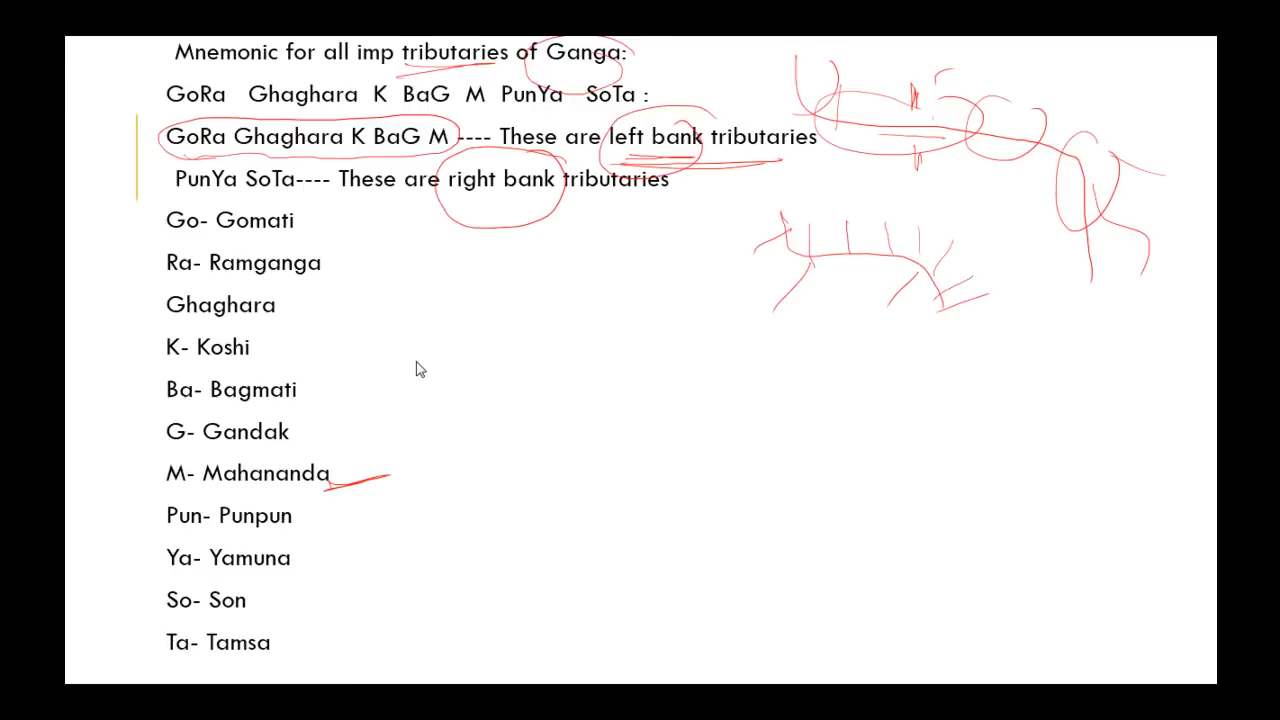 Mnemonic for all imp tributaries of Ganga:
GoRa Ghaghara K BaG M PunYa SoTa :
GoRa Ghaghara K BaG M ---- These are left bank tributaries
PunYa SoTa---- These are right bank tributaries
Go- Gomati
Ra- Ramganga
Ghaghara
K- Koshi
Ba- Bagmati
G- Gandak
M- Mahananda
Pun- Punpun
Ya- Yamuna
So- Son
Ta- Tamsa